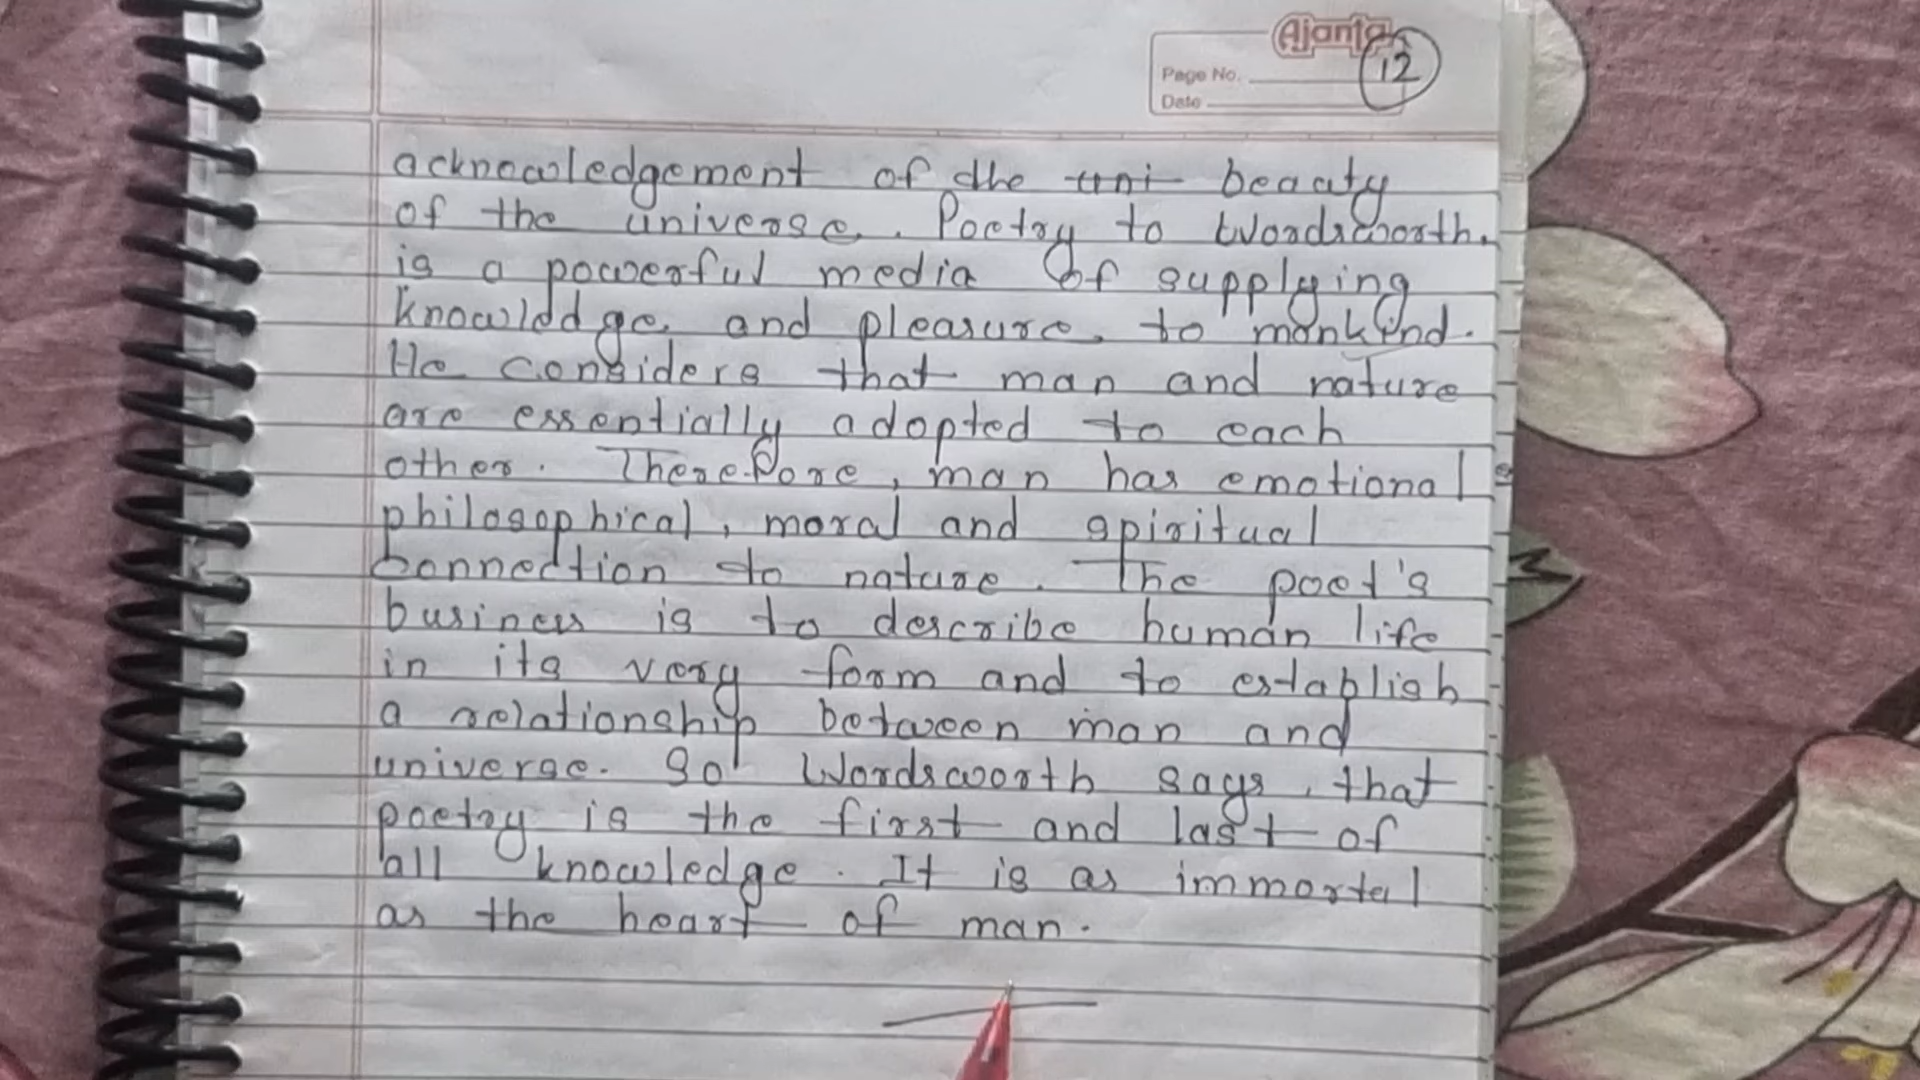 Ajanta
Page No. 12
Date
acknowledgement of the uni beauty
of the universe. Poetry to Wordsworth.
is a powerful media of supplying
knowlddge and pleasure to mankind.
He considers that man and nature
are essentially adopted to each
other. Therefore, man has emotional
philosophical, moral and spiritual
connection to nature. The poet's
business is to describe human life
in its very form and to establish
a relationship between man and
universe. So Wordsworth says, that
poetry is the first and last of
all knowledge. It is as immortal
as the heart of man.